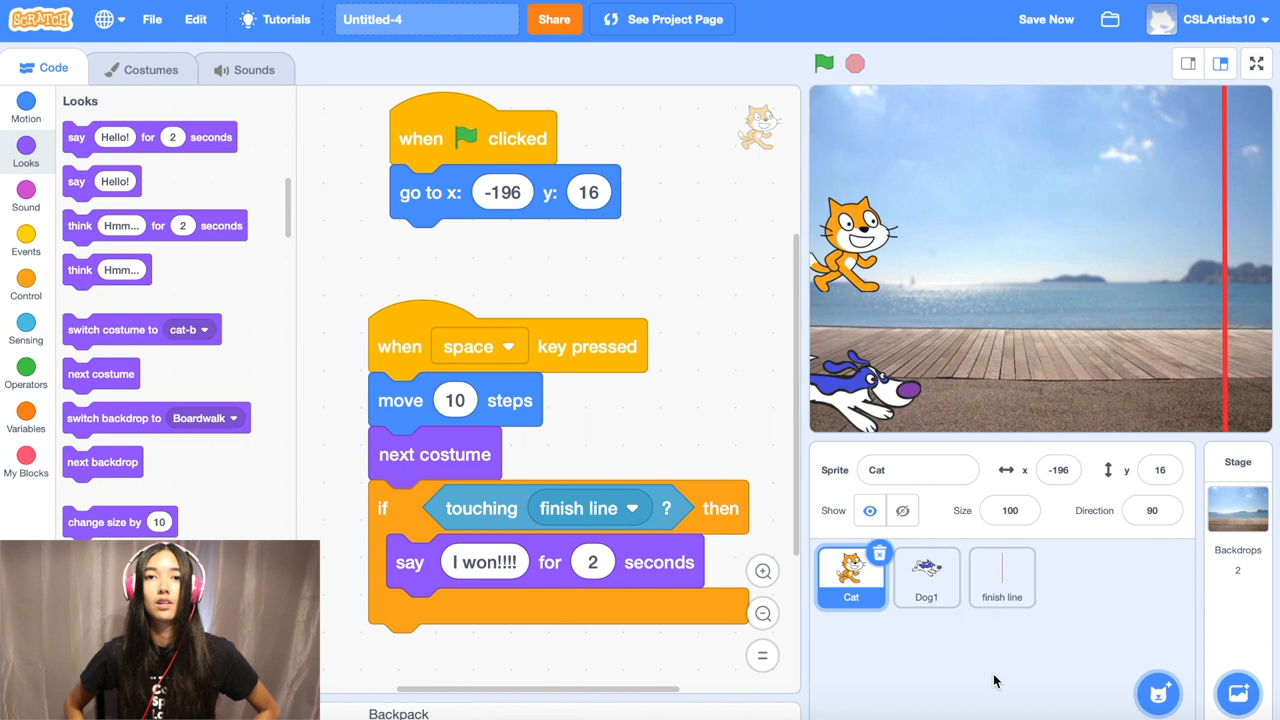 SCRATCH
File
Edit
Tutorials
Untitled-4
Share
See Project Page
Save Now
CSLArtists10
Code
Costumes
Sounds
Motion
Looks
Sound
Events
Control
Sensing
Operators
Variables
My Blocks
Looks
say Hello! for 2 seconds
say Hello!
think Hmm... for 2 seconds
think Hmm...
switch costume to cat-b
next costume
switch backdrop to Boardwalk
next backdrop
change size by 10
when clicked
go to x: -196 y: 16
when space key pressed
move 10 steps
next costume
if touching finish line ? then
say I won!!!! for 2 seconds
Backpack
Sprite Cat x -196 y 16
Show Size 100 Direction 90
Cat
Dog1
finish line
Stage
Backdrops
2